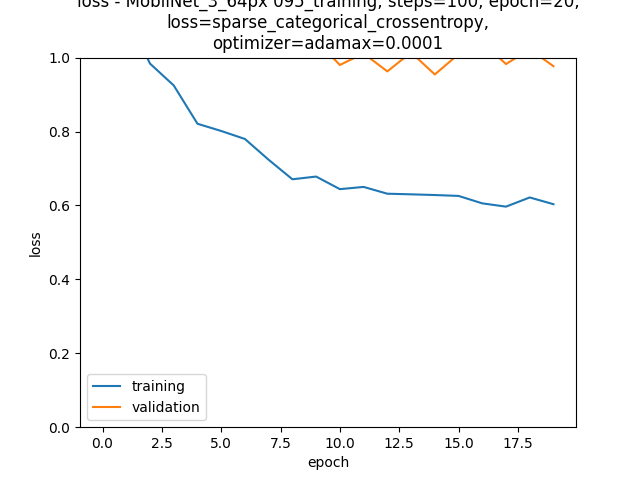 loss - MobilNet_3_64px 095_training, steps=100, epoch=20,
loss=sparse_categorical_crossentropy,
optimizer=adamax=0.0001
1.0
0.8
0.6
0.4
0.2
0.0
loss
training
validation
0.0 2.5 5.0 7.5 10.0 12.5 15.0 17.5
epoch